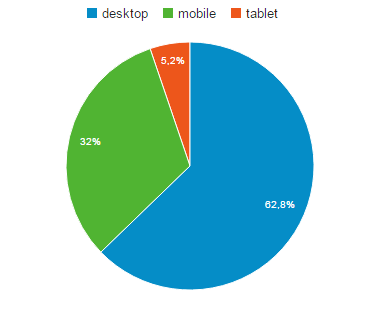 desktop mobile tablet
5,2%
32%
62,8%